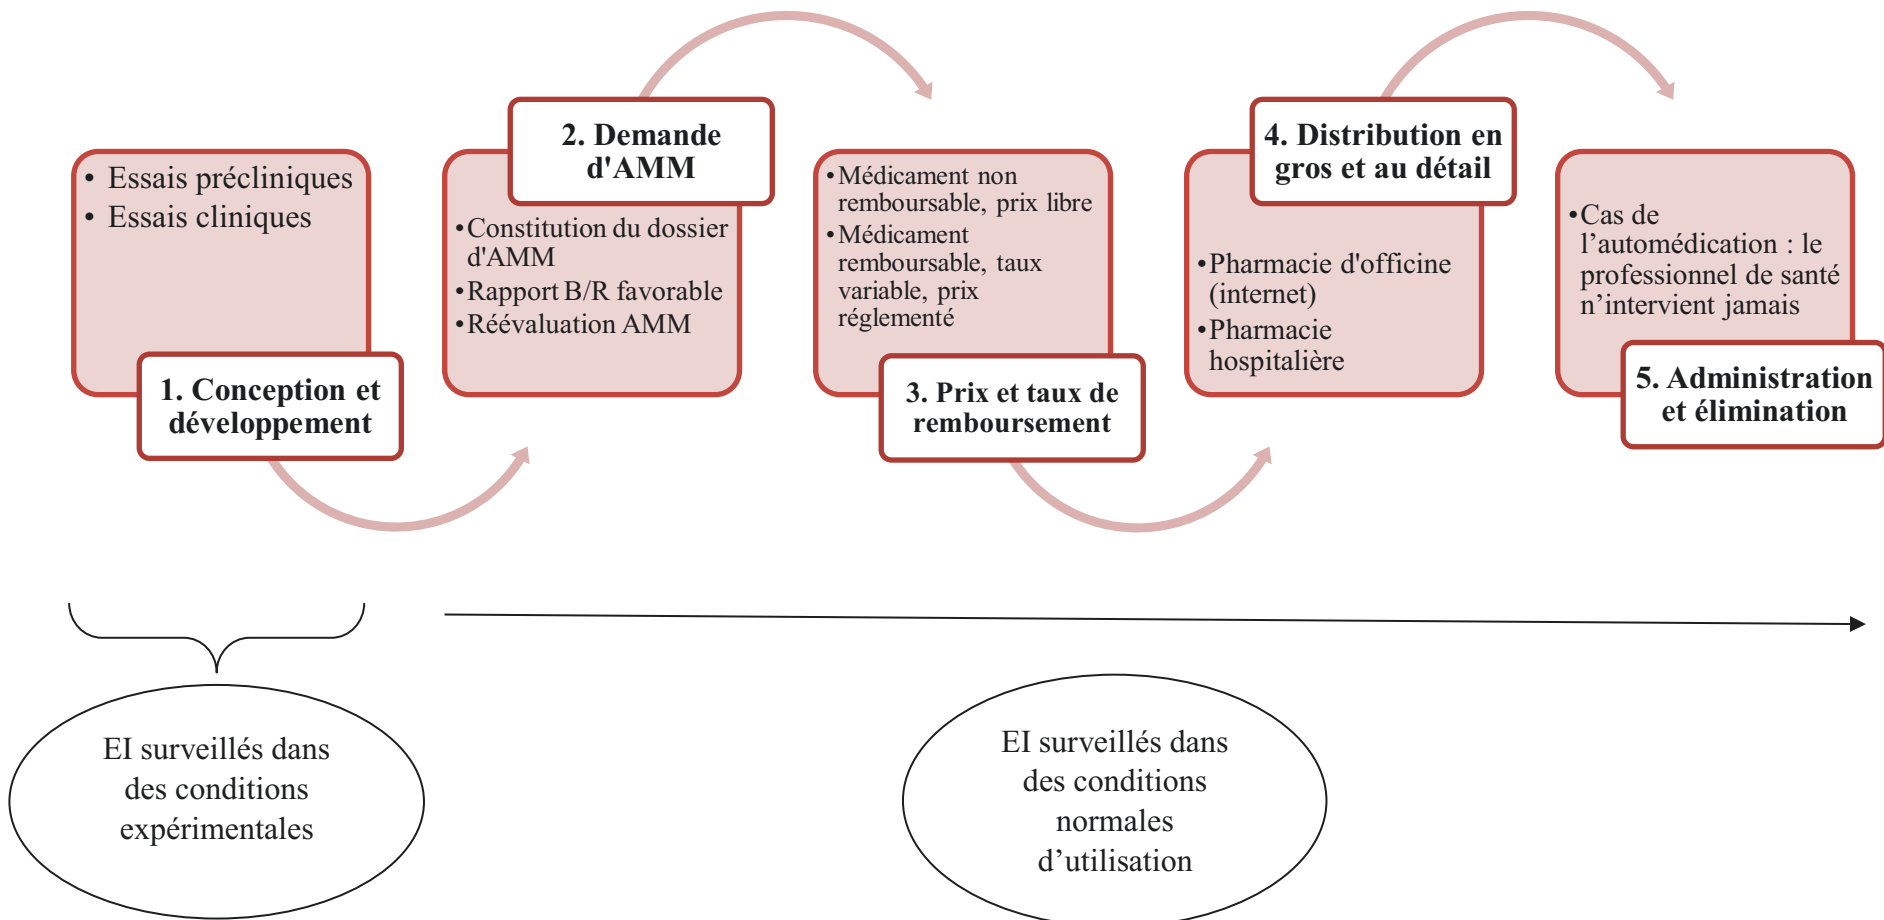 • Essais précliniques
• Essais cliniques
1. Conception et
développement
2. Demande
d'AMM
•Constitution du dossier
d'AMM
•Rapport B/R favorable
•Réévaluation AMM
•Médicament non
remboursable, prix libre
•Médicament
remboursable, taux
variable, prix
réglementé
3. Prix et taux de
remboursement
4. Distribution en
gros et au détail
•Pharmacie d'officine
(internet)
•Pharmacie
hospitalière
•Cas de
l’automédication : le
professionnel de santé
n’intervient jamais
5. Administration
et élimination
EI surveillés dans
des conditions
expérimentales
EI surveillés dans
des conditions
normales
d’utilisation